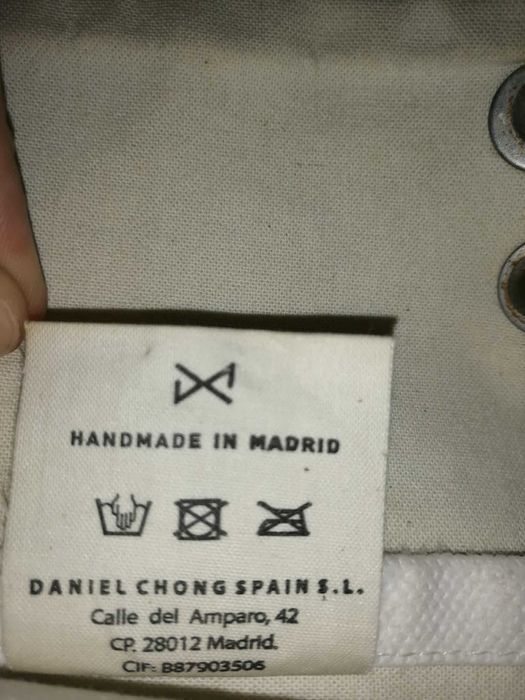 HANDMADE IN MADRID
DANIEL CHONG SPAIN S.L.
Calle del Amparo, 42
CP. 28012 Madrid.
CIF: B87903506